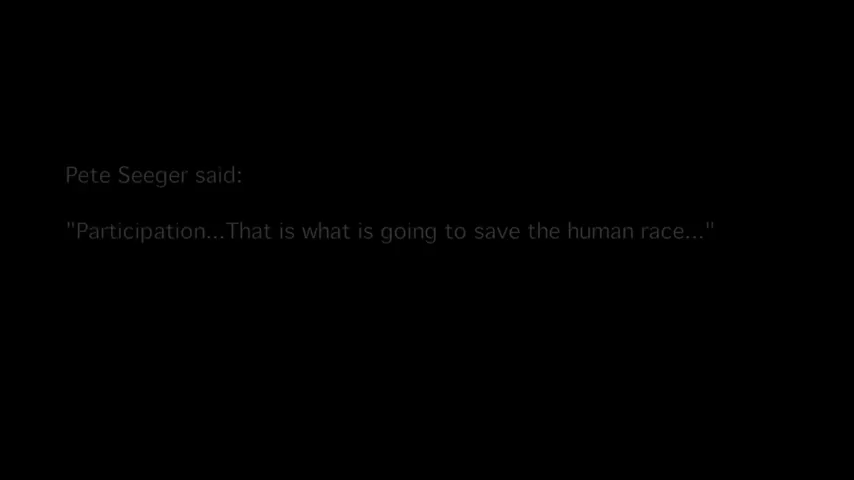 Pete Seeger said:
"Participation...That is what is going to save the human race..."